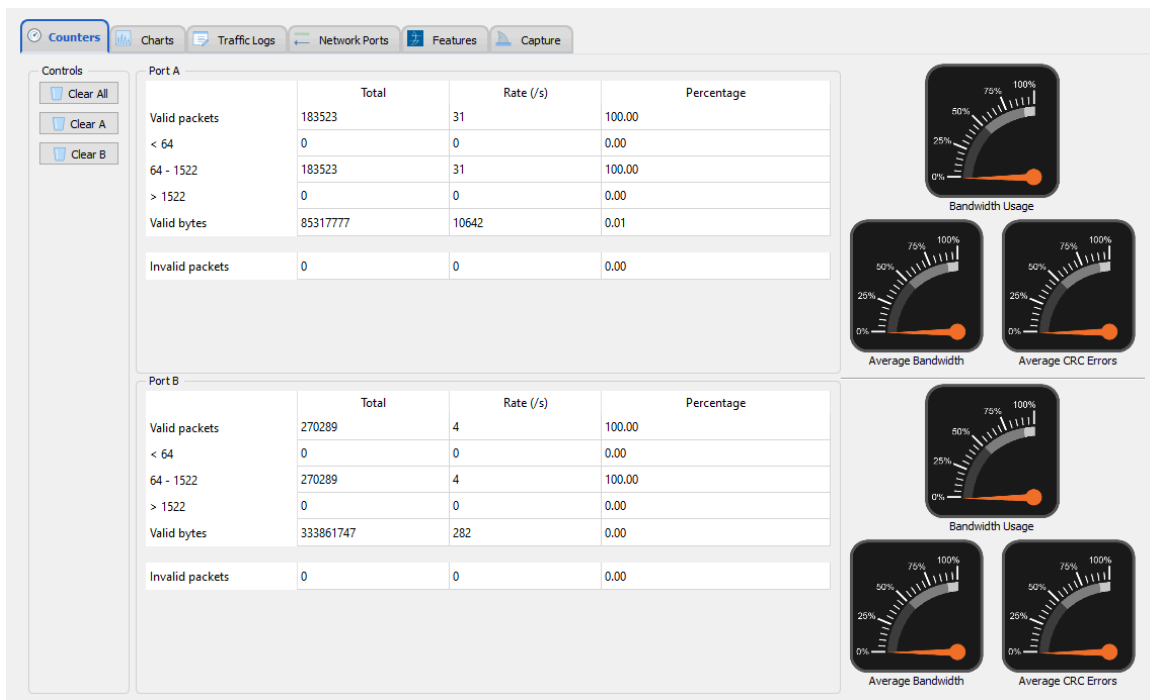 Counters Charts Traffic Logs Network Ports Features Capture
Controls
Clear All
Clear A
Clear B
Port A
Total Rate (/s) Percentage
Valid packets 183523 31 100.00
< 64 0 0 0.00
64 - 1522 183523 31 100.00
> 1522 0 0 0.00
Valid bytes 85317777 10642 0.01
Invalid packets 0 0 0.00
0% 25% 50% 75% 100%
Bandwidth Usage
0% 25% 50% 75% 100%
Average Bandwidth
0% 25% 50% 75% 100%
Average CRC Errors
Port B
Total Rate (/s) Percentage
Valid packets 270289 4 100.00
< 64 0 0 0.00
64 - 1522 270289 4 100.00
> 1522 0 0 0.00
Valid bytes 333861747 282 0.00
Invalid packets 0 0 0.00
0% 25% 50% 75% 100%
Bandwidth Usage
0% 25% 50% 75% 100%
Average Bandwidth
0% 25% 50% 75% 100%
Average CRC Errors